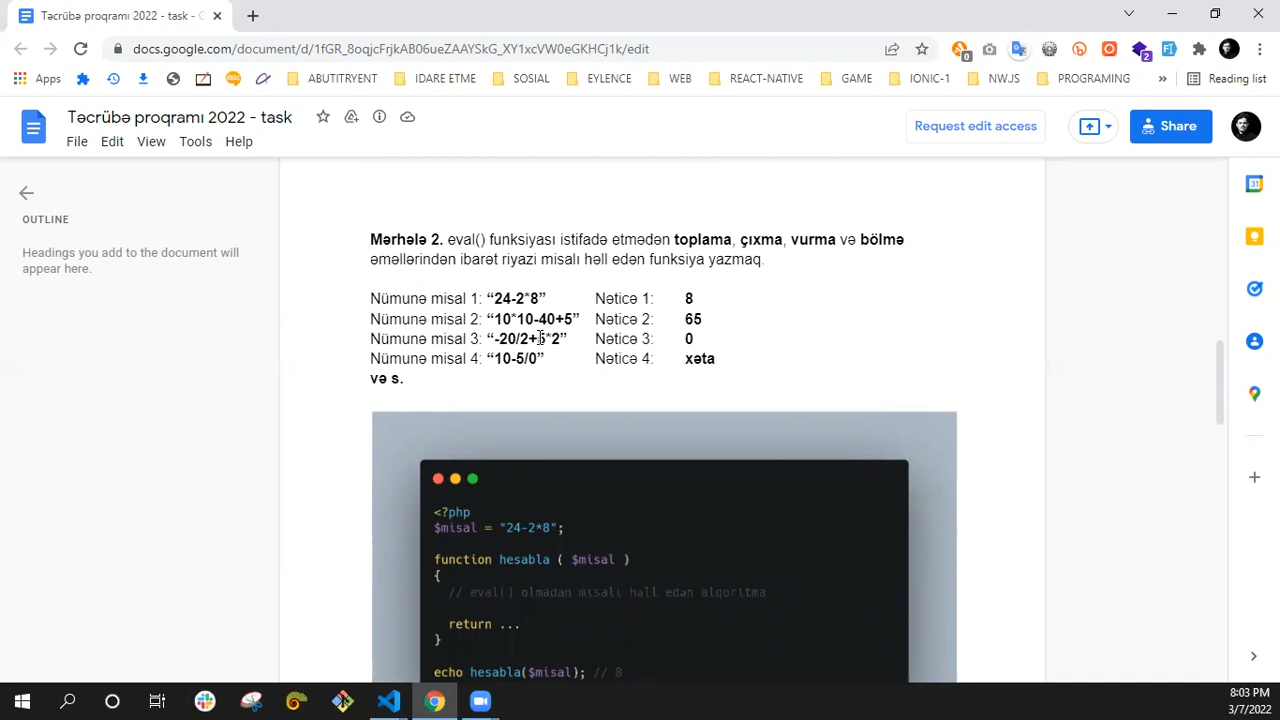 Təcrübə proqramı 2022 - task - G
docs.google.com/document/d/1fGR_8oqjcFrjkAB06ueZAAYSkG_XY1xcVW0eGKHCj1k/edit
0
2
Apps
ABUTITRYENT
IDARE ETME
SOSIAL
EYLENCE
WEB
REACT-NATIVE
GAME
IONIC-1
NW.JS
PROGRAMING
»
Reading list
Təcrübə proqramı 2022 - task
File Edit View Tools Help
Request edit access
Share
31
OUTLINE
Headings you add to the document will
appear here.
Mərhələ 2. eval() funksiyası istifadə etmədən toplama, çıxma, vurma və bölmə
əməllərindən ibarət riyazi misalı həll edən funksiya yazmaq.
Nümunə misal 1: “24-2*8” Nəticə 1: 8
Nümunə misal 2: “10*10-40+5” Nəticə 2: 65
Nümunə misal 3: “-20/2+5*2” Nəticə 3: 0
Nümunə misal 4: “10-5/0” Nəticə 4: xəta
və s.
<?php
$misal = "24-2*8";
function hesabla ( $misal )
{
// eval() olmadan misalı həll edən alqoritma
return ...
}
echo hesabla($misal); // 8
8:03 PM
3/7/2022